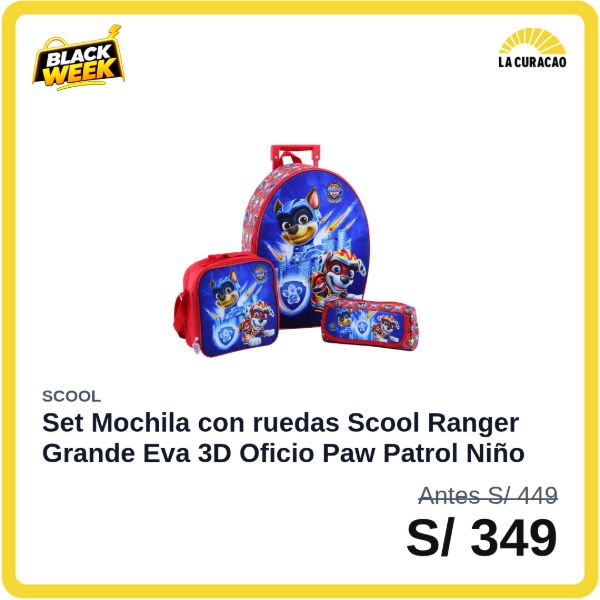 BLACK
WEEK
LA CURACAO
SCOOL
Set Mochila con ruedas Scool Ranger
Grande Eva 3D Oficio Paw Patrol Niño
Antes S/ 449
S/ 349